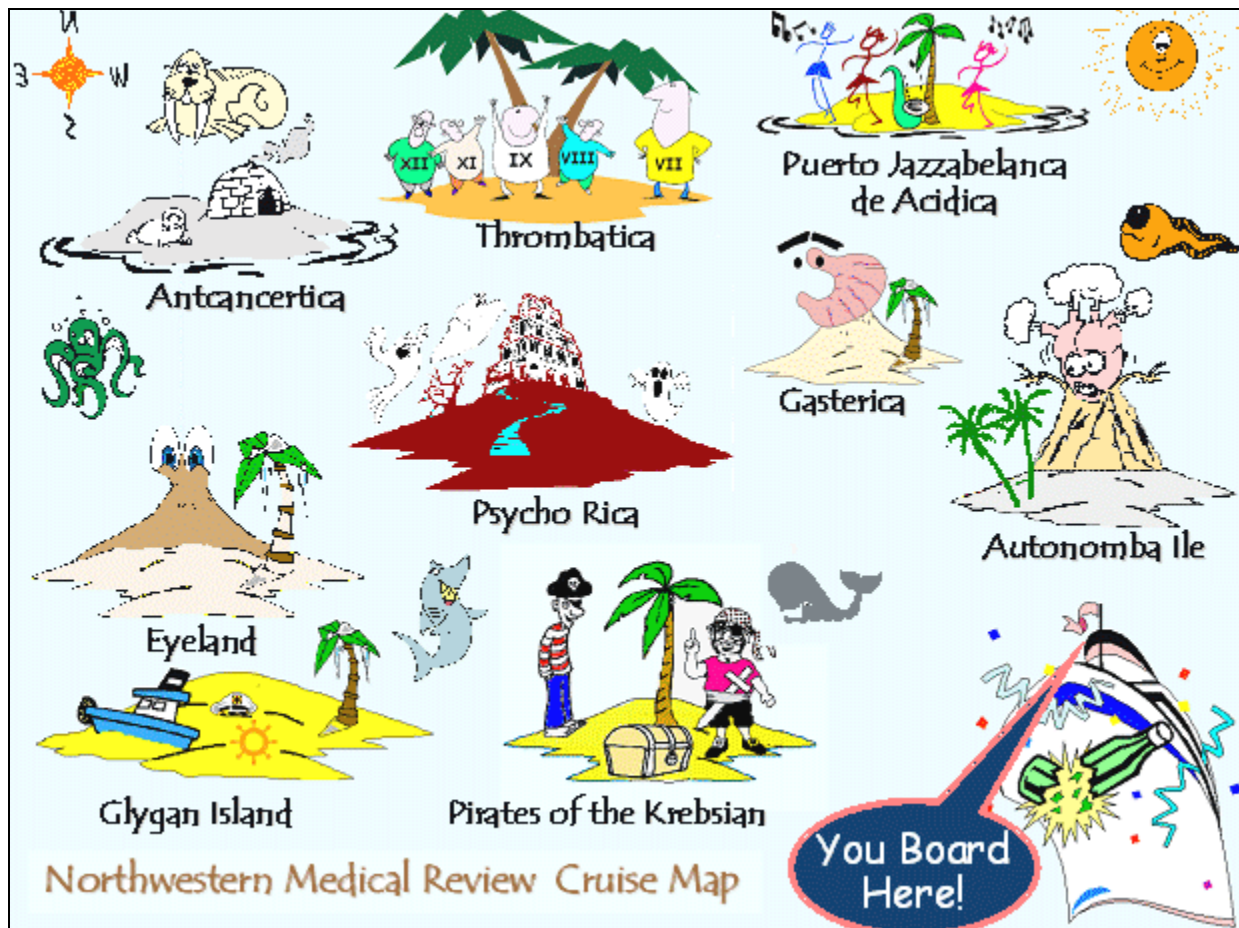 W
XII
XI
IX
VIII
VII
Thrombatica
Puerto Jazzabelanca
de Acidica
Antcancertica
Gasterica
Psycho Rica
Autonomba Ile
Eyeland
Glygan Island
Pirates of the Krebsian
You Board
Here!
Northwestern Medical Review Cruise Map